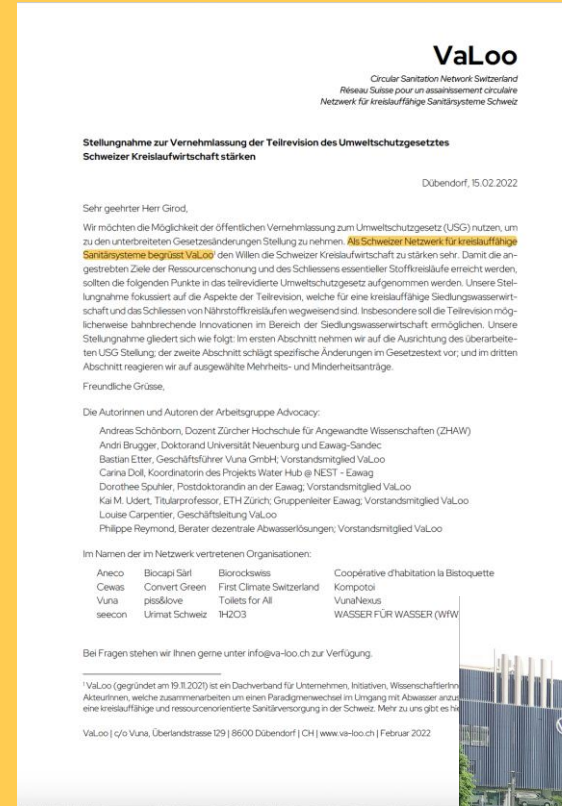 VaLoo
Circular Sanitation Network Switzerland
Réseau Suisse pour un assainissement circulaire
Netzwerk für kreislauffähige Sanitärsysteme Schweiz
Stellungnahme zur Vernehmlassung der Teilrevision des Umweltschutzgesetztes
Schweizer Kreislaufwirtschaft stärken
Dübendorf, 15.02.2022
Sehr geehrter Herr Girod,
Wir möchten die Möglichkeit der öffentlichen Vernehmlassung zum Umweltschutzgesetz (USG) nutzen, um
zu den unterbreiteten Gesetzesänderungen Stellung zu nehmen. Als Schweizer Netzwerk für kreislauffähige
Sanitärsysteme begrüsst VaLoo¹ den Willen die Schweizer Kreislaufwirtschaft zu stärken sehr. Damit die an-
gestrebten Ziele der Ressourcenschonung und des Schliessens essentieller Stoffkreisläufe erreicht werden,
sollten die folgenden Punkte in das teilrevidierte Umweltschutzgesetz aufgenommen werden. Unsere Stel-
lungnahme fokussiert auf die Aspekte der Teilrevision, welche für eine kreislauffähige Siedlungswasserwirt-
schaft und das Schliessen von Nährstoffkreisläufen wegweisend sind. Insbesondere soll die Teilrevision mög-
licherweise bahnbrechende Innovationen im Bereich der Siedlungswasserwirtschaft ermöglichen. Unsere
Stellungnahme gliedert sich wie folgt: Im ersten Abschnitt nehmen wir auf die Ausrichtung des überarbeite-
ten USG Stellung; der zweite Abschnitt schlägt spezifische Änderungen im Gesetzestext vor; und im dritten
Abschnitt reagieren wir auf ausgewählte Mehrheits- und Minderheitsanträge.
Freundliche Grüsse,
Die Autorinnen und Autoren der Arbeitsgruppe Advocacy:
Andreas Schönborn, Dozent Zürcher Hochschule für Angewandte Wissenschaften (ZHAW)
Andri Brugger, Doktorand Universität Neuenburg und Eawag-Sandec
Bastian Etter, Geschäftsführer Vuna GmbH; Vorstandsmitglied VaLoo
Carina Doll, Koordinatorin des Projekts Water Hub @ NEST - Eawag
Dorothee Spuhler, Postdoktorandin an der Eawag; Vorstandsmitglied VaLoo
Kai M. Udert, Titularprofessor, ETH Zürich; Gruppenleiter Eawag; Vorstandsmitglied VaLoo
Louise Carpentier, Geschäftsleitung VaLoo
Philippe Reymond, Berater dezentrale Abwasserlösungen; Vorstandsmitglied VaLoo
Im Namen der im Netzwerk vertretenen Organisationen:
Aneco Biocapi Sàrl Biorockswiss Coopérative d'habitation la Bistoquette
Cewas Convert Green First Climate Switzerland Kompotoi
Vuna piss&love Toilets for All VunaNexus
seecon Urimat Schweiz 1H2O3 WASSER FÜR WASSER (WfW
Bei Fragen stehen wir Ihnen gerne unter info@va-loo.ch zur Verfügung.
¹ VaLoo (gegründet am 19.11.2021) ist ein Dachverband für Unternehmen, Initiativen, WissenschaftlerInn
AkteurInnen, welche zusammenarbeiten um einen Paradigmenwechsel im Umgang mit Abwasser anzus
eine kreislauffähige und ressourcenorientierte Sanitärversorgung in der Schweiz. Mehr zu uns gibt es hie
VaLoo | c/o Vuna, Überlandstrasse 129 | 8600 Dübendorf | CH | www.va-loo.ch | Februar 2022